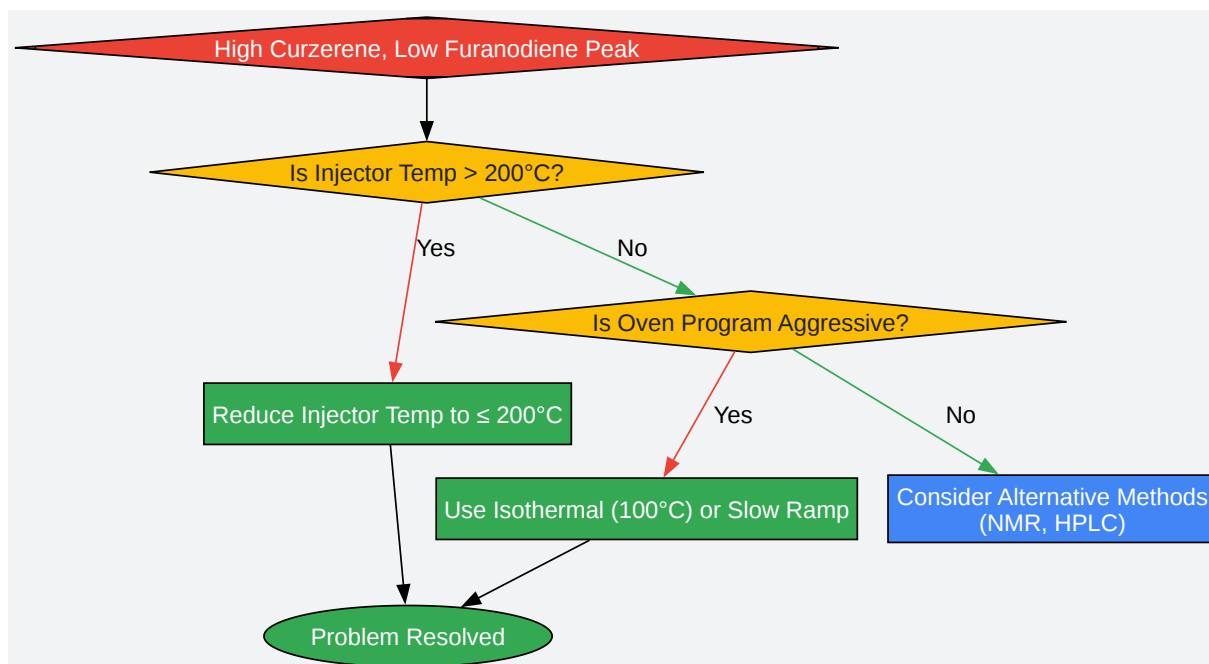 High Curzerene, Low Furanodiene Peak
Is Injector Temp > 200°C?
Yes
No
Is Oven Program Aggressive?
Reduce Injector Temp to ≤ 200°C
Yes
No
Use Isothermal (100°C) or Slow Ramp
Consider Alternative Methods
(NMR, HPLC)
Problem Resolved